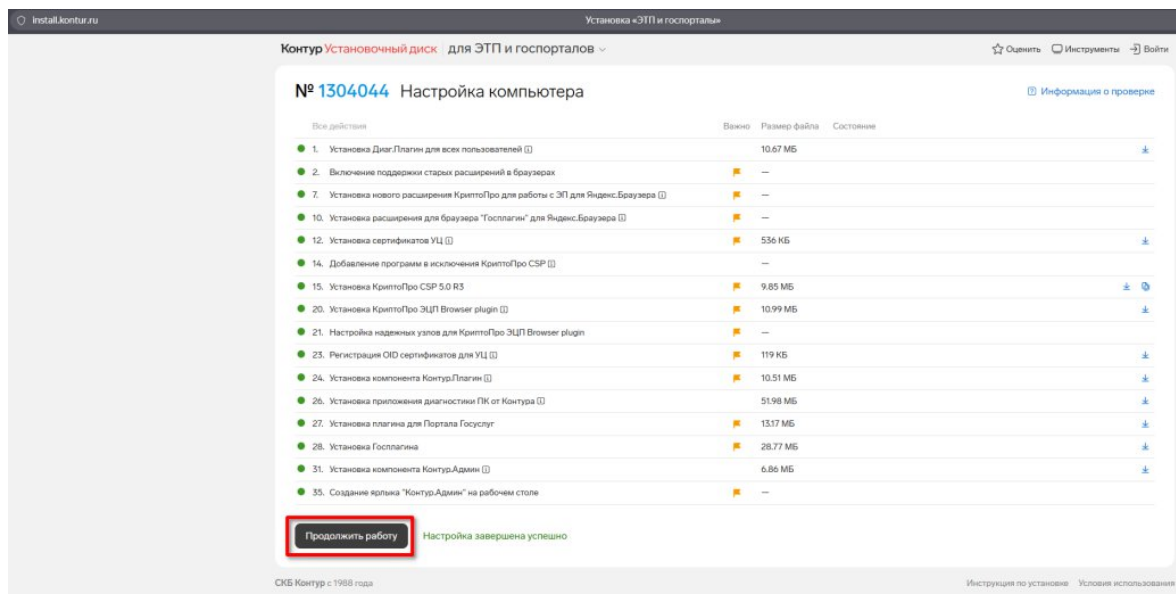 install.kontur.ru Установка «ЭТП и госпорталы»
Контур Установочный диск для ЭТП и госпорталов Оценить Инструменты Войти
№ 1304044 Настройка компьютера Информация о проверке
Все действия Важно Размер файла Состояние
1. Установка Диаг.Плагин для всех пользователей 10.67 МБ
2. Включение поддержки старых расширений в браузерах —
7. Установка нового расширения КриптоПро для работы с ЭП для Яндекс.Браузера —
10. Установка расширения для браузера "Госплагин" для Яндекс.Браузера —
12. Установка сертификатов УЦ 536 КБ
14. Добавление программ в исключения КриптоПро CSP —
15. Установка КриптоПро CSP 5.0 R3 9.85 МБ
20. Установка КриптоПро ЭЦП Browser plugin 10.99 МБ
21. Настройка надежных узлов для КриптоПро ЭЦП Browser plugin —
23. Регистрация OID сертификатов для УЦ 119 КБ
24. Установка компонента Контур.Плагин 10.51 МБ
26. Установка приложения диагностики ПК от Контура 51.98 МБ
27. Установка плагина для Портала Госуслуг 13.17 МБ
28. Установка Госплагина 28.77 МБ
31. Установка компонента Контур.Админ 6.86 МБ
35. Создание ярлыка "Контур.Админ" на рабочем столе —
Продолжить работу Настройка завершена успешно
СКБ Контур с 1988 года Инструкция по установке Условия использования